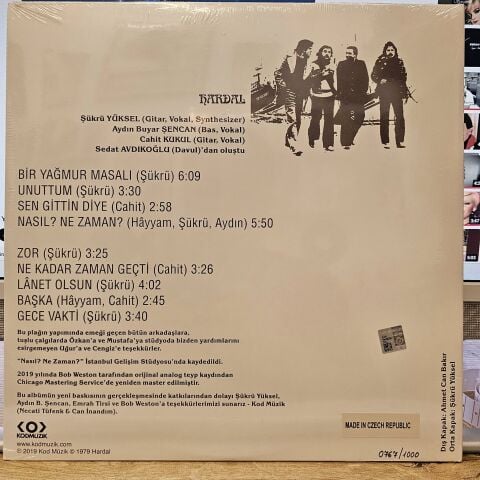 HARDAL
Şükrü YÜKSEL (Gitar, Vokal, Synthesizer)
Aydın Buyar ŞENCAN (Bas, Vokal)
Cahit KUKUL (Gitar, Vokal)
Sedat AVDIKOĞLU (Davul)'dan oluştu
BİR YAĞMUR MASALI (Şükrü) 6:09
UNUTTUM (Şükrü) 3:30
SEN GİTTİN DİYE (Cahit) 2:58
NASIL? NE ZAMAN? (Hâyyam, Şükrü, Aydın) 5:50
ZOR (Şükrü) 3:25
NE KADAR ZAMAN GEÇTİ (Cahit) 3:26
LÂNET OLSUN (Şükrü) 4:02
BAŞKA (Hâyyam, Cahit) 2:45
GECE VAKTİ (Şükrü) 3:40
Bu plağın yapımında emeği geçen bütün arkadaşlara,
tuşlu çalgılarda Özkan'a ve Mustafa'ya stüdyoda bizden yardımlarını
esirgemeyen Uğur'a ve Cengiz'e teşekkürler.
"Nasıl? Ne Zaman?" İstanbul Gelişim Stüdyosu'nda kaydedildi.
2019 yılında Bob Weston tarafından orijinal analog teyp kaydından
Chicago Mastering Service'de yeniden master edilmiştir.
Bu albümün yeni baskısının gerçekleşmesinde katkılarından dolayı Şükrü Yüksel,
Aydın B. Şencan, Emrah Tirsi ve Bob Weston'a teşekkürlerimizi sunarız - Kod Müzik
(Necati Tüfenk & Can İnandım).
KODMUZIK
www.kodmuzik.com
© 2019 Kod Müzik © 1979 Hardal
MADE IN CZECH REPUBLIC
0767/1000
Dış Kapak: Ahmet Can Bakır
Orta Kapak: Şükrü Yüksel